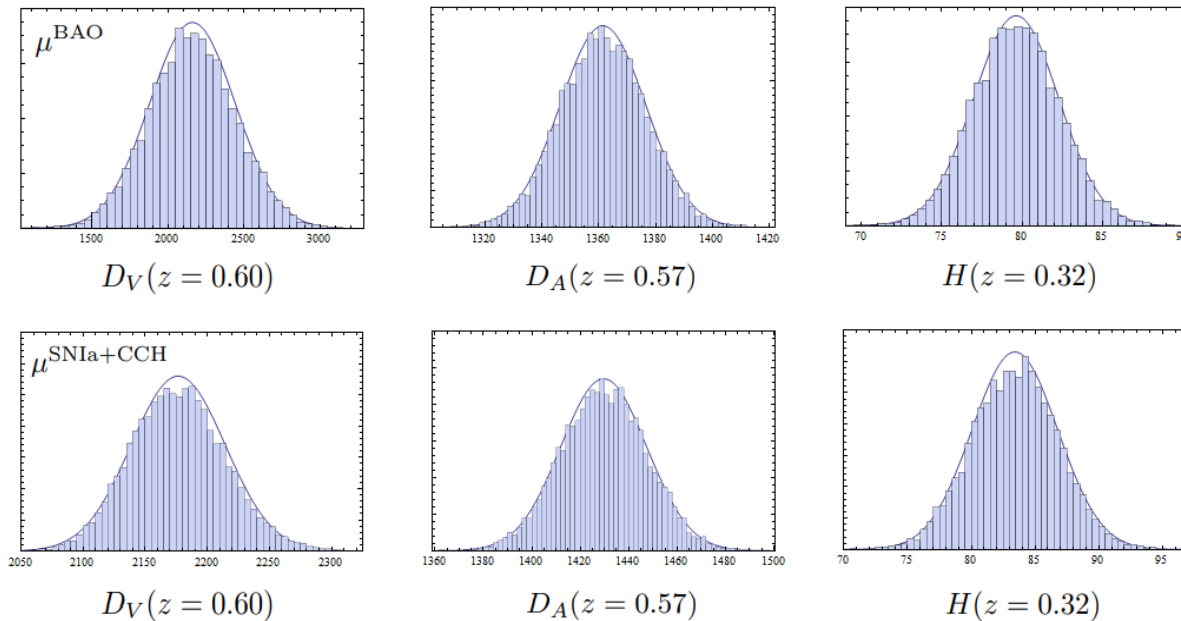 μ^BAO
1500 2000 2500 3000
1320 1340 1360 1380 1400 1420
70 75 80 85
D_V(z = 0.60) D_A(z = 0.57) H(z = 0.32)
μ^SNIa+CCH
2050 2100 2150 2200 2250 2300
1360 1380 1400 1420 1440 1460 1480 1500
70 75 80 85 90 95
D_V(z = 0.60) D_A(z = 0.57) H(z = 0.32)